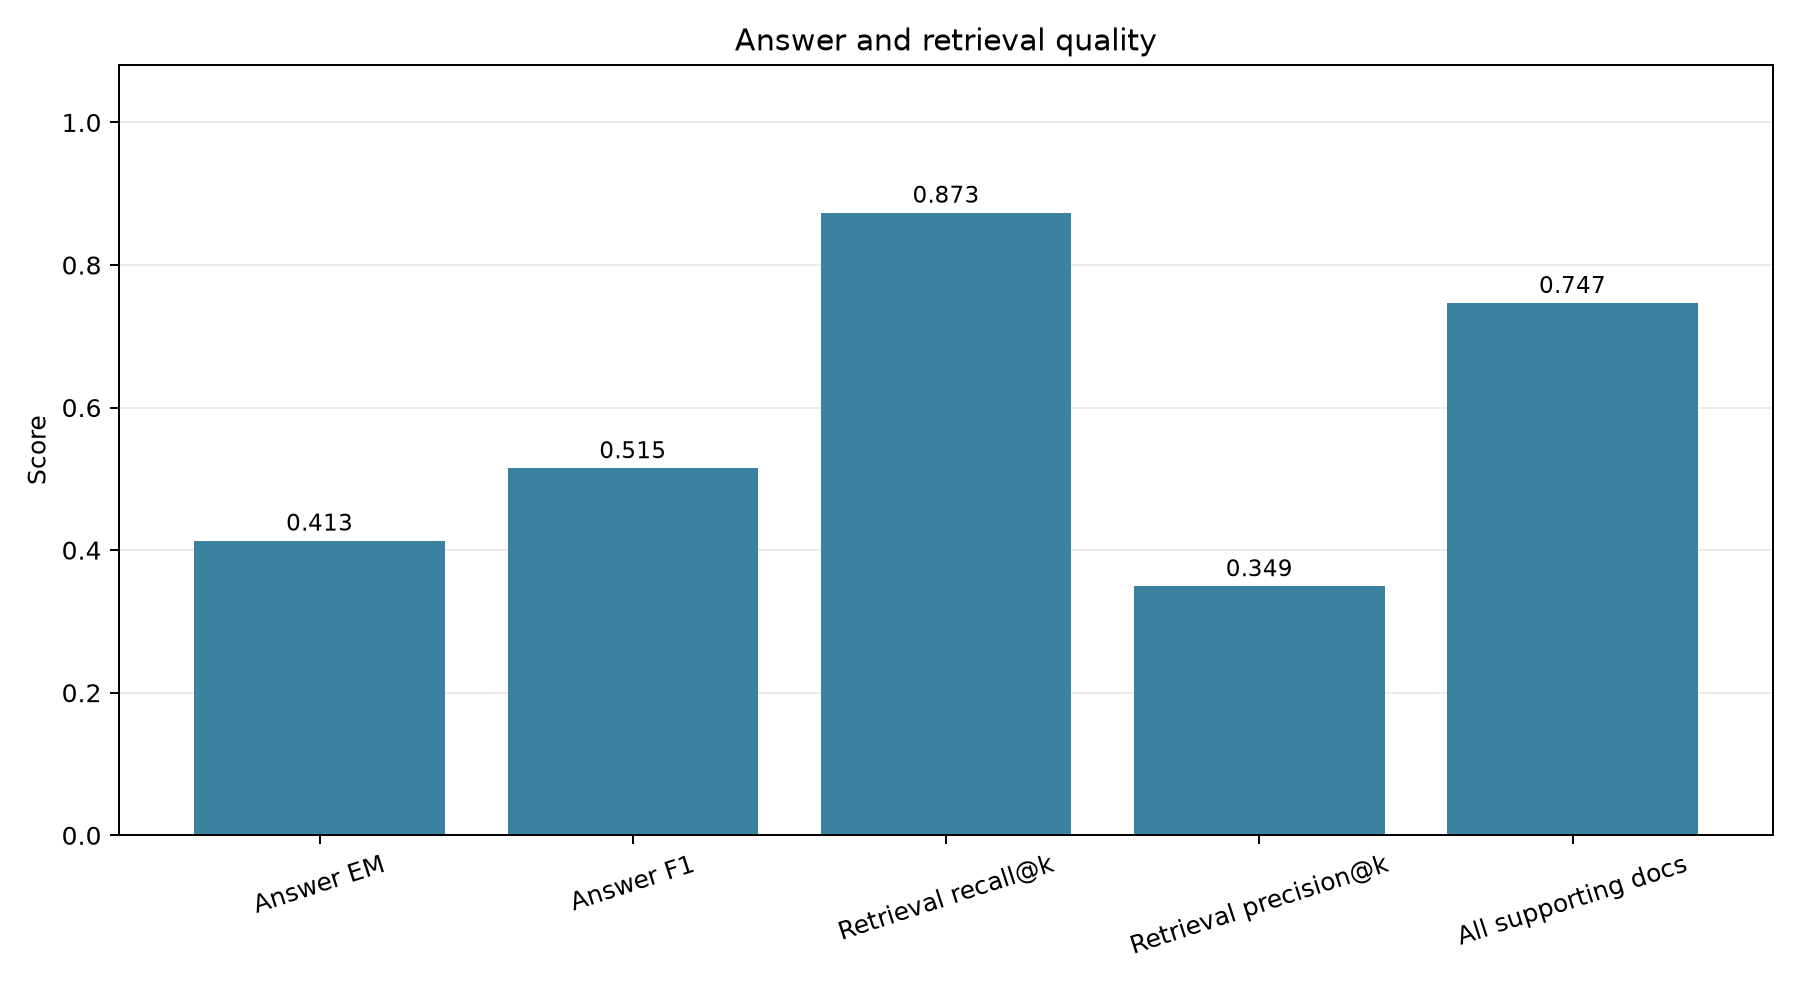 Answer and retrieval quality
Score
1.0
0.8
0.6
0.4
0.2
0.0
0.413
0.515
0.873
0.349
0.747
Answer EM
Answer F1
Retrieval recall@k
Retrieval precision@k
All supporting docs